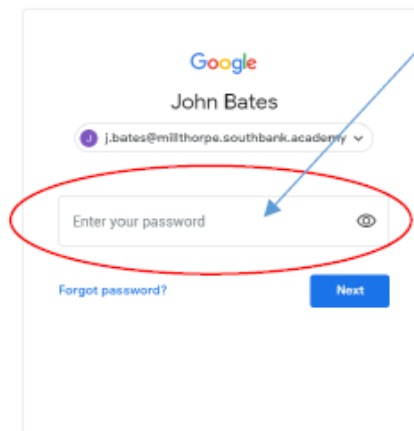 Google
John Bates
J j.bates@millthorpe.southbank.academy
Enter your password
Forgot password? Next